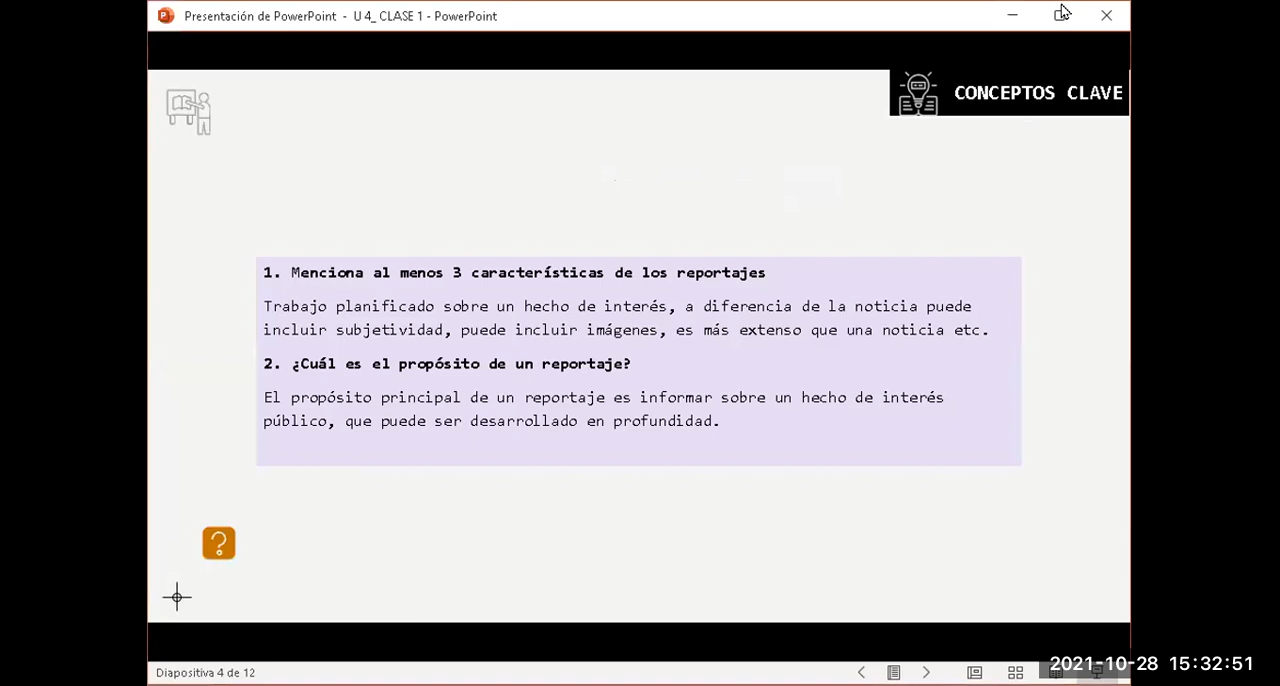 Presentación de PowerPoint - U 4_ CLASE 1 - PowerPoint
CONCEPTOS CLAVE
1. Menciona al menos 3 características de los reportajes
Trabajo planificado sobre un hecho de interés, a diferencia de la noticia puede
incluir subjetividad, puede incluir imágenes, es más extenso que una noticia etc.
2. ¿Cuál es el propósito de un reportaje?
El propósito principal de un reportaje es informar sobre un hecho de interés
público, que puede ser desarrollado en profundidad.
?
Diapositiva 4 de 12
2021-10-28 15:32:51